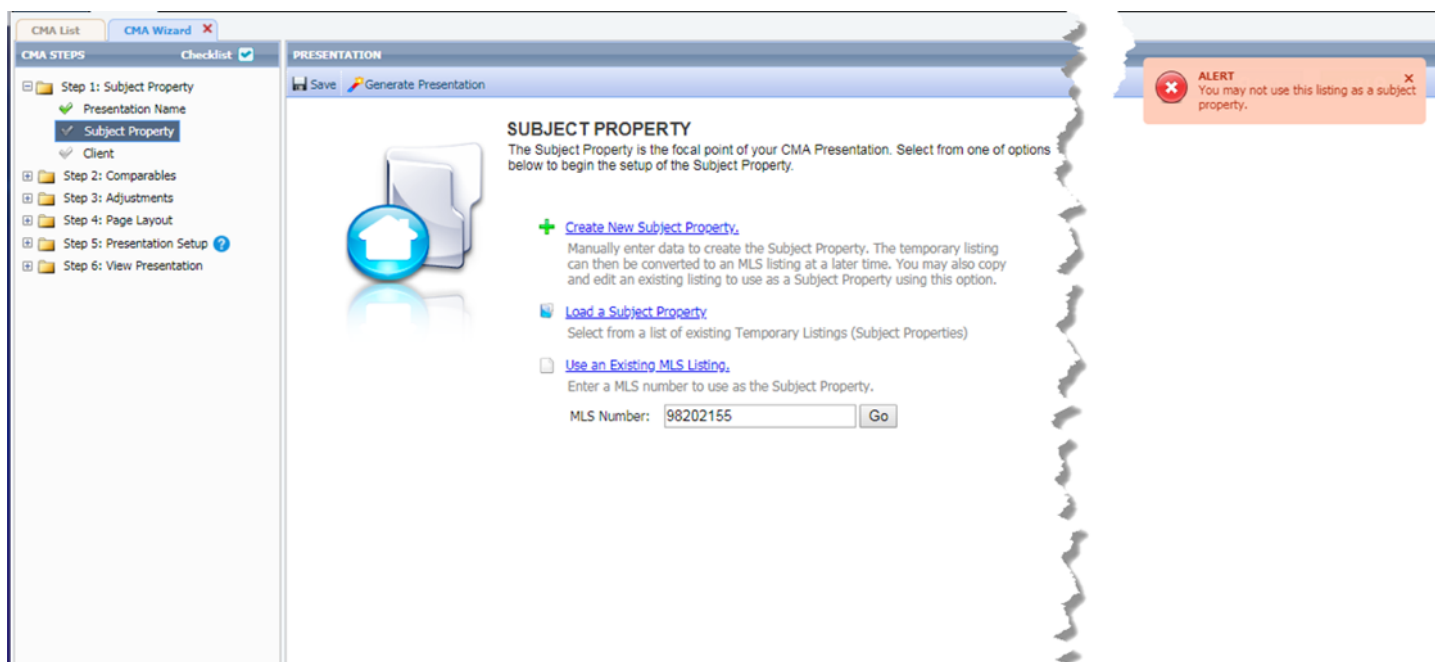 CMA List
CMA Wizard
CMA STEPS Checklist
Step 1: Subject Property
Presentation Name
Subject Property
Client
Step 2: Comparables
Step 3: Adjustments
Step 4: Page Layout
Step 5: Presentation Setup ?
Step 6: View Presentation
PRESENTATION
Save Generate Presentation
SUBJECT PROPERTY
The Subject Property is the focal point of your CMA Presentation. Select from one of options
below to begin the setup of the Subject Property.
Create New Subject Property.
Manually enter data to create the Subject Property. The temporary listing
can then be converted to an MLS listing at a later time. You may also copy
and edit an existing listing to use as a Subject Property using this option.
Load a Subject Property
Select from a list of existing Temporary Listings (Subject Properties)
Use an Existing MLS Listing.
Enter a MLS number to use as the Subject Property.
MLS Number: 98202155 Go
ALERT
You may not use this listing as a subject
property.